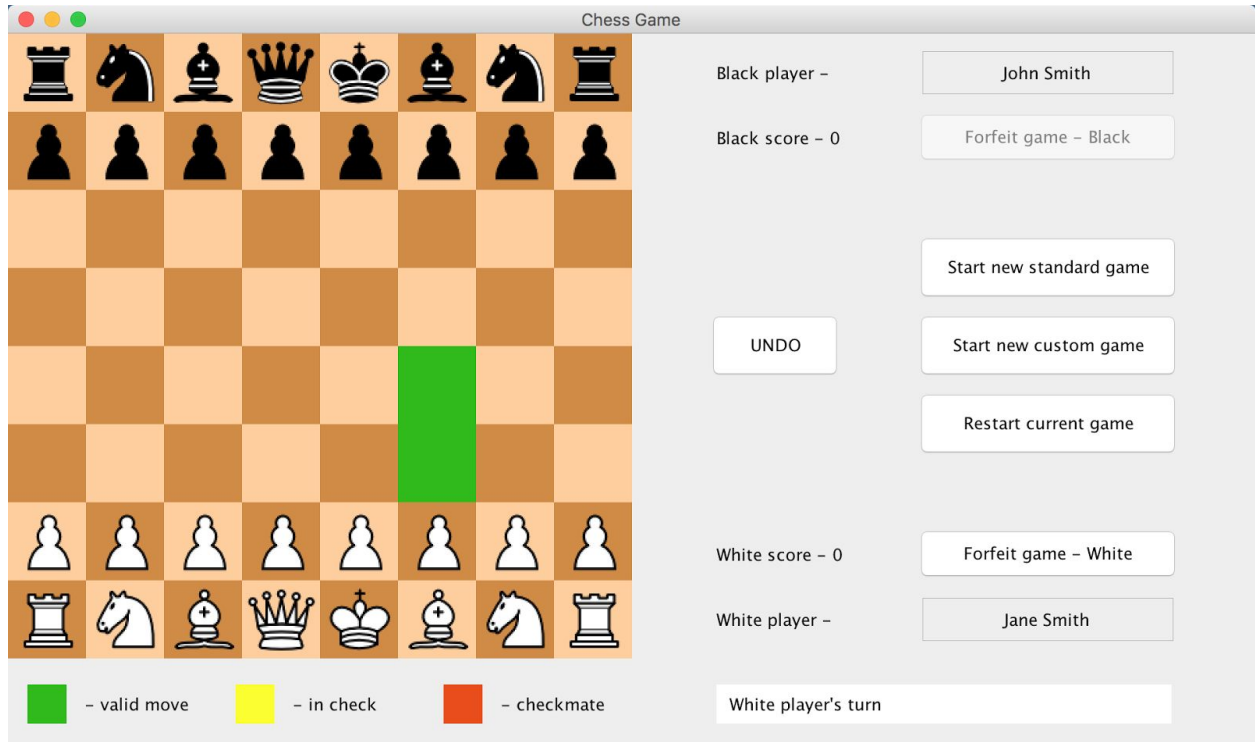 Chess Game
Black player –
John Smith
Black score – 0
Forfeit game – Black
Start new standard game
UNDO
Start new custom game
Restart current game
White score – 0
Forfeit game – White
White player –
Jane Smith
– valid move
– in check
– checkmate
White player's turn